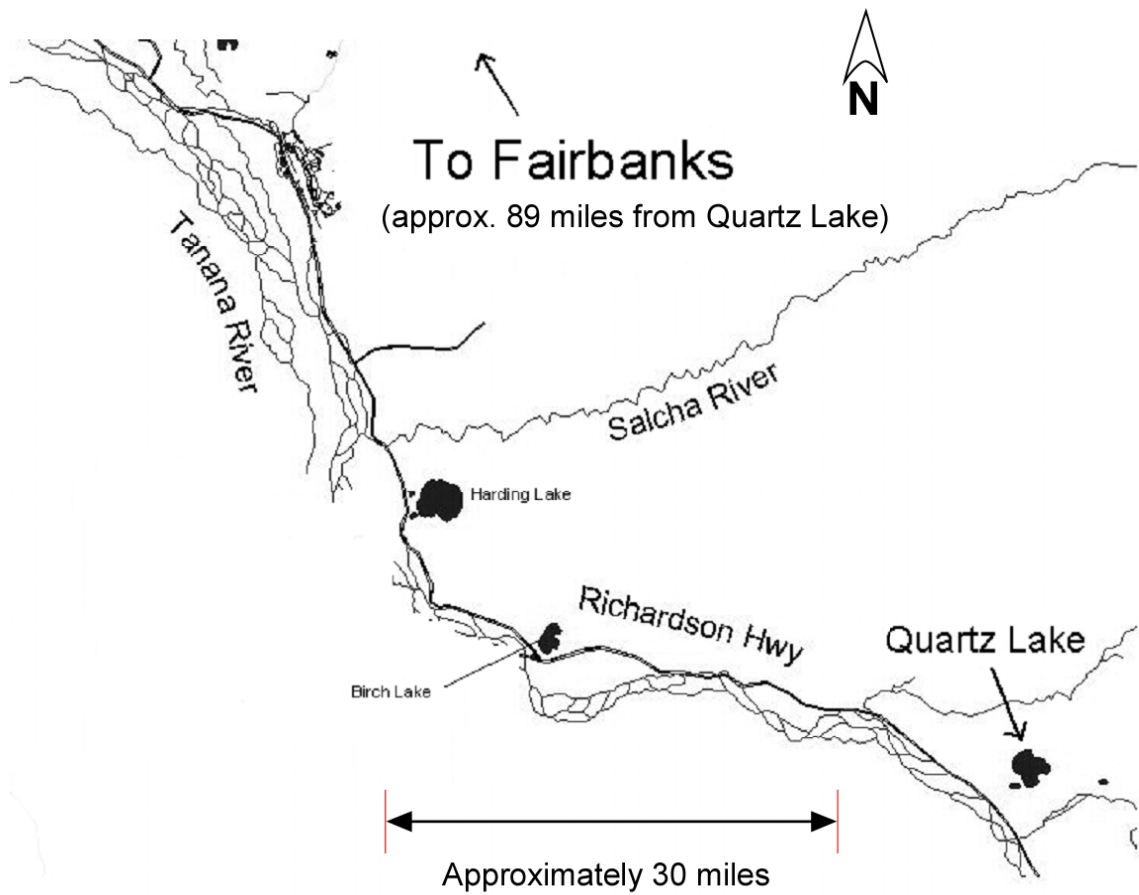 N
To Fairbanks
(approx. 89 miles from Quartz Lake)
Tanana River
Salcha River
Harding Lake
Richardson Hwy
Quartz Lake
Birch Lake
Approximately 30 miles